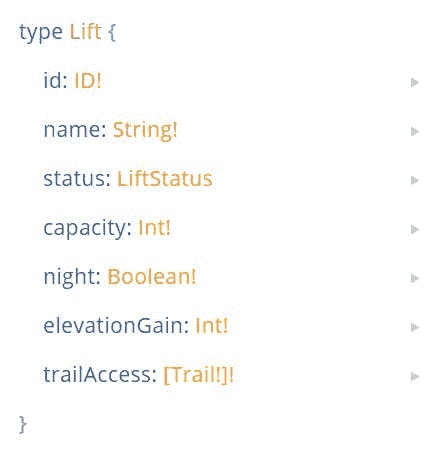 type Lift {
id: ID!
name: String!
status: LiftStatus
capacity: Int!
night: Boolean!
elevationGain: Int!
trailAccess: [Trail!]!
}